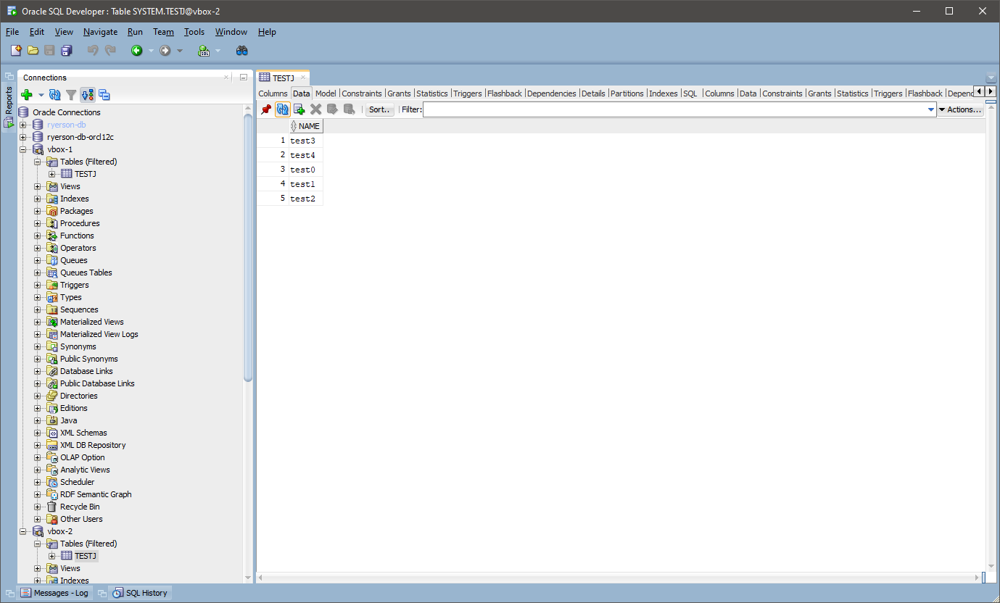 Oracle SQL Developer : Table SYSTEM.TESTJ@vbox-2
File Edit View Navigate Run Team Tools Window Help
SQL
Reports
Connections
Oracle Connections
ryerson-db
ryerson-db-orcl12c
vbox-1
Tables (Filtered)
TESTJ
Views
Indexes
Packages
Procedures
Functions
Operators
Queues
Queues Tables
Triggers
Types
Sequences
Materialized Views
Materialized View Logs
Synonyms
Public Synonyms
Database Links
Public Database Links
Directories
Editions
Java
XML Schemas
XML DB Repository
OLAP Option
Analytic Views
Scheduler
RDF Semantic Graph
Recycle Bin
Other Users
vbox-2
Tables (Filtered)
TESTJ
Views
Indexes
TESTJ
Columns Data Model Constraints Grants Statistics Triggers Flashback Dependencies Details Partitions Indexes SQL Columns Data Constraints Grants Statistics Triggers Flashback Depend
Sort.. Filter: Actions...
NAME
1 test3
2 test4
3 test0
4 test1
5 test2
Messages - Log SQL History